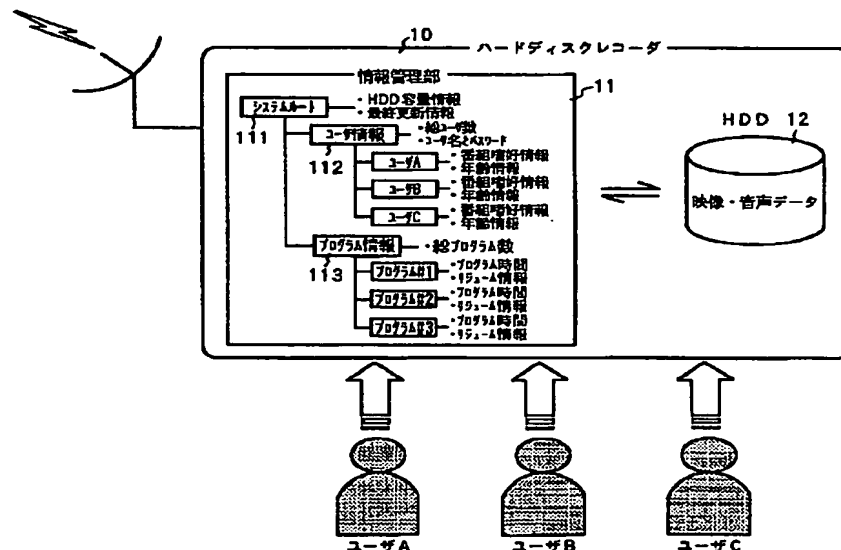 10
ハードディスクレコーダ
情報管理部
11
システムルート
・HDD容量情報
・最終更新情報
111
ユーザ情報
・総ユーザ数
・ユーザ名とパスワード
112
ユーザA
・番組嗜好情報
・年齢情報
ユーザB
・番組嗜好情報
・年齢情報
ユーザC
・番組嗜好情報
・年齢情報
プログラム情報
・総プログラム数
113
プログラム#1
・プログラム時間
・リジューム情報
プログラム#2
・プログラム時間
・リジューム情報
プログラム#3
・プログラム時間
・リジューム情報
HDD 12
映像・音声データ
ユーザA
ユーザB
ユーザC